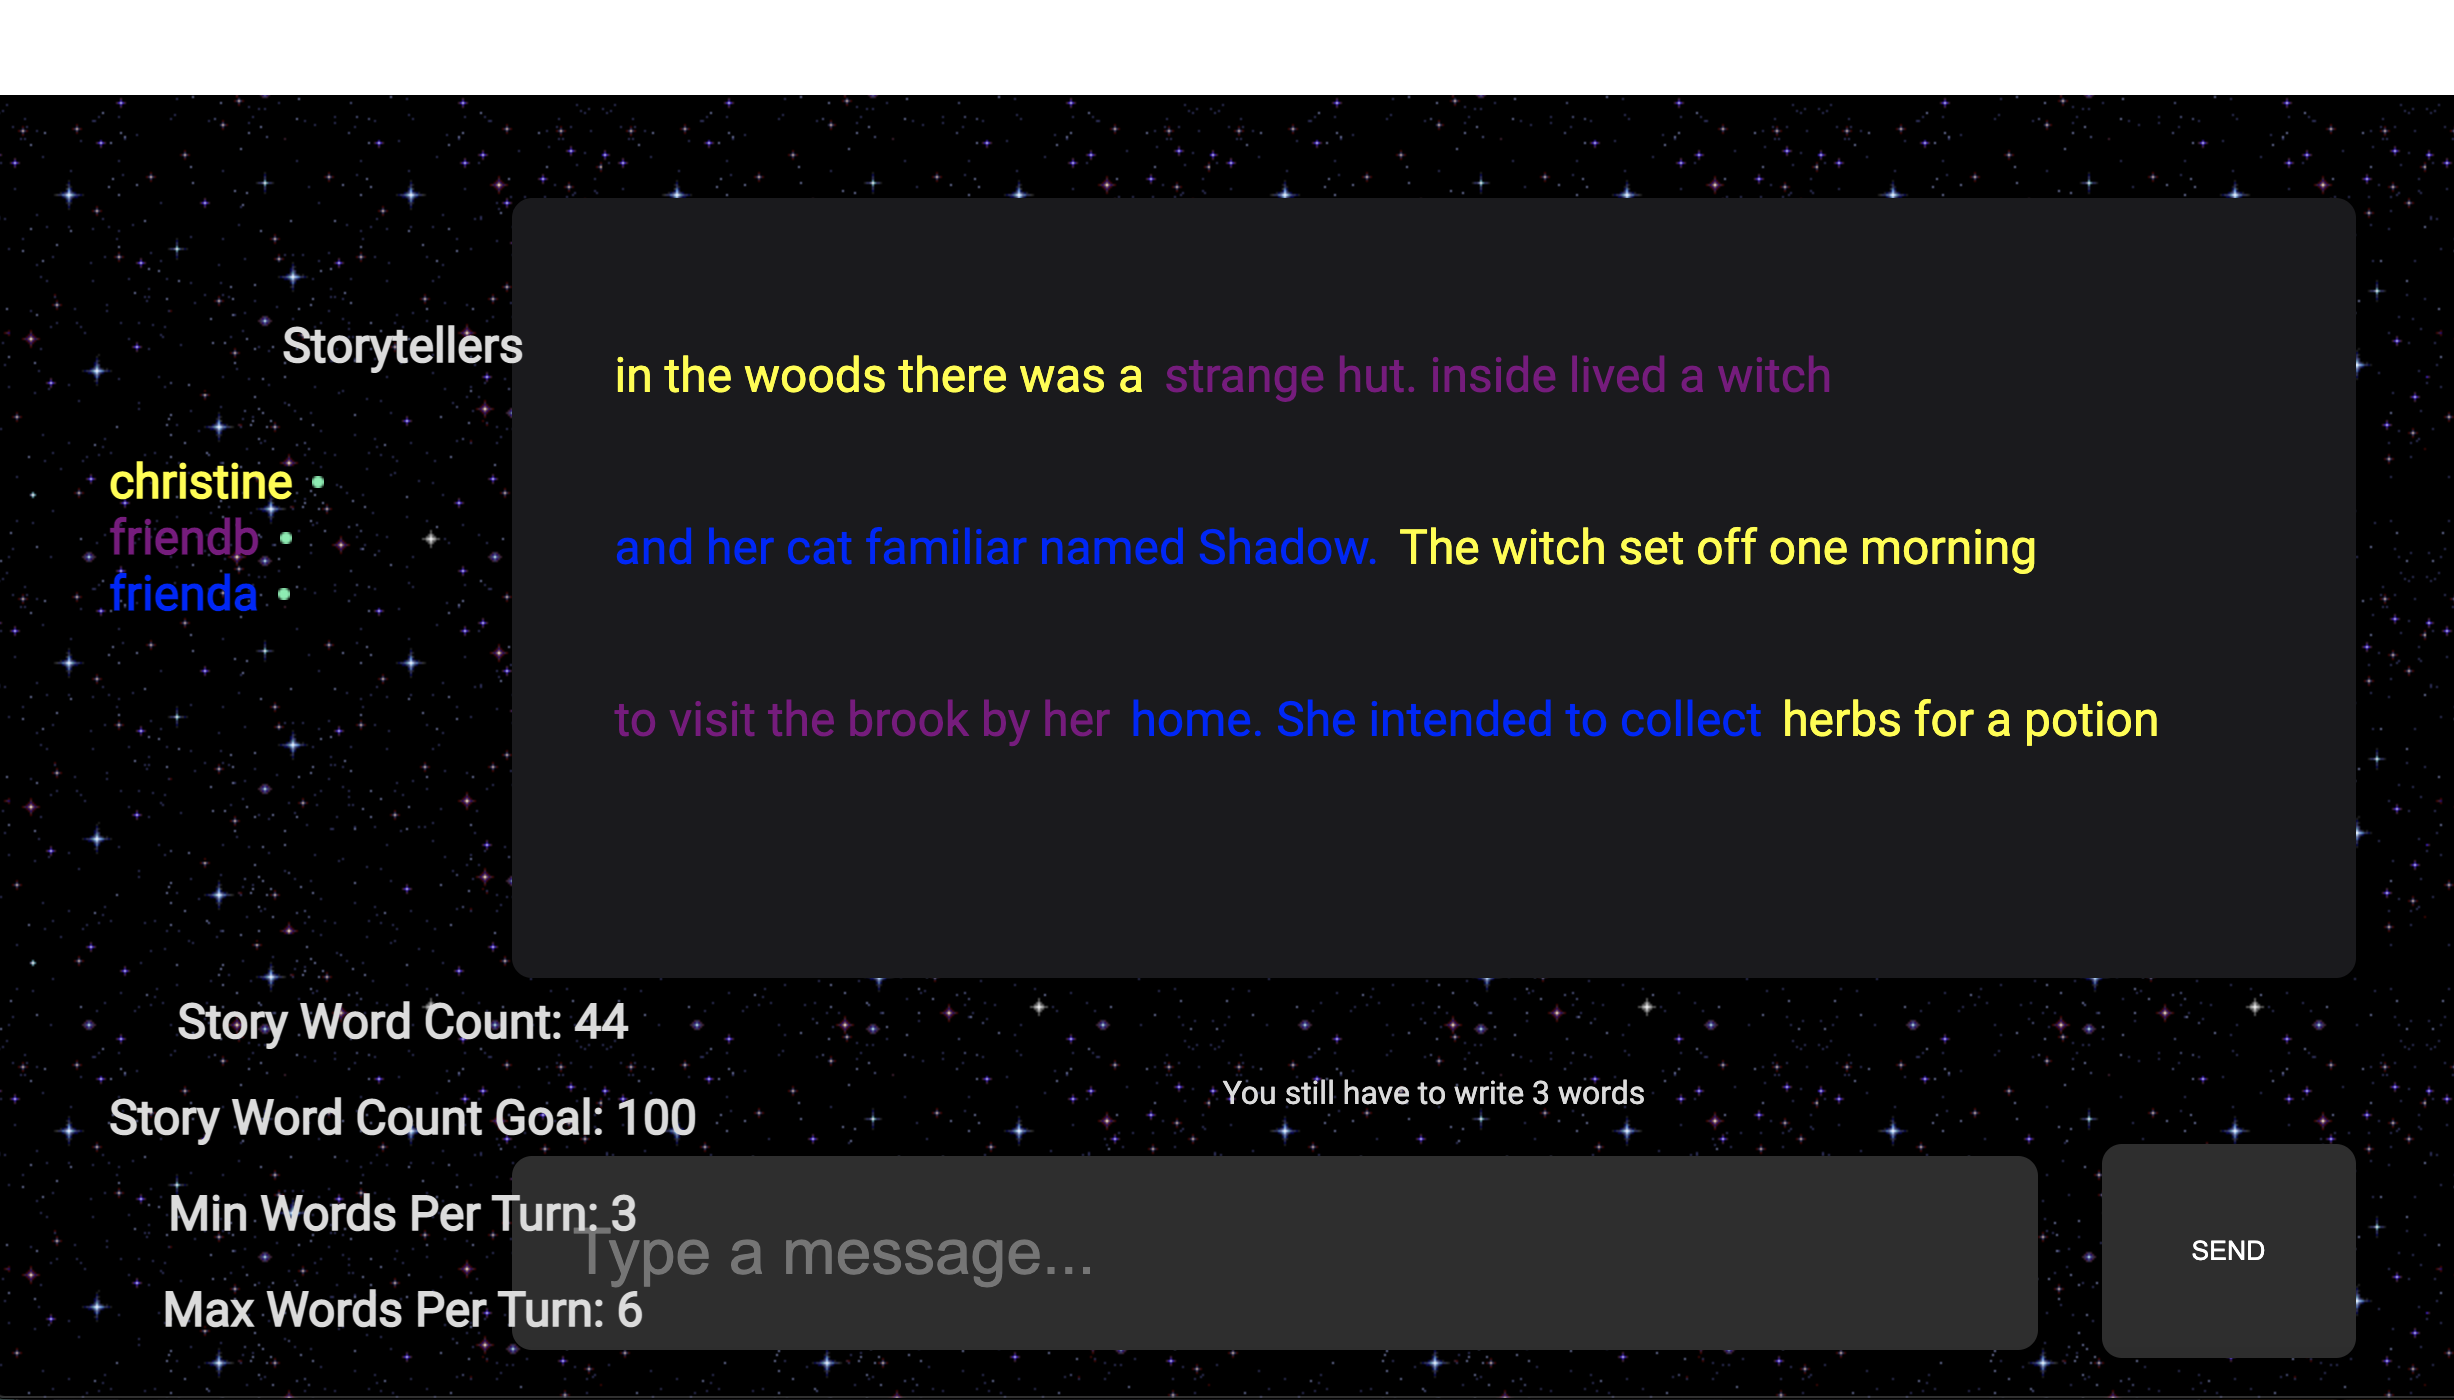 Storytellers
christine
friendb
frienda
in the woods there was a strange hut. inside lived a witch
and her cat familiar named Shadow. The witch set off one morning
to visit the brook by her home. She intended to collect herbs for a potion
Story Word Count: 44
Story Word Count Goal: 100
Min Words Per Turn: 3
Max Words Per Turn: 6
You still have to write 3 words
Type a message...
SEND